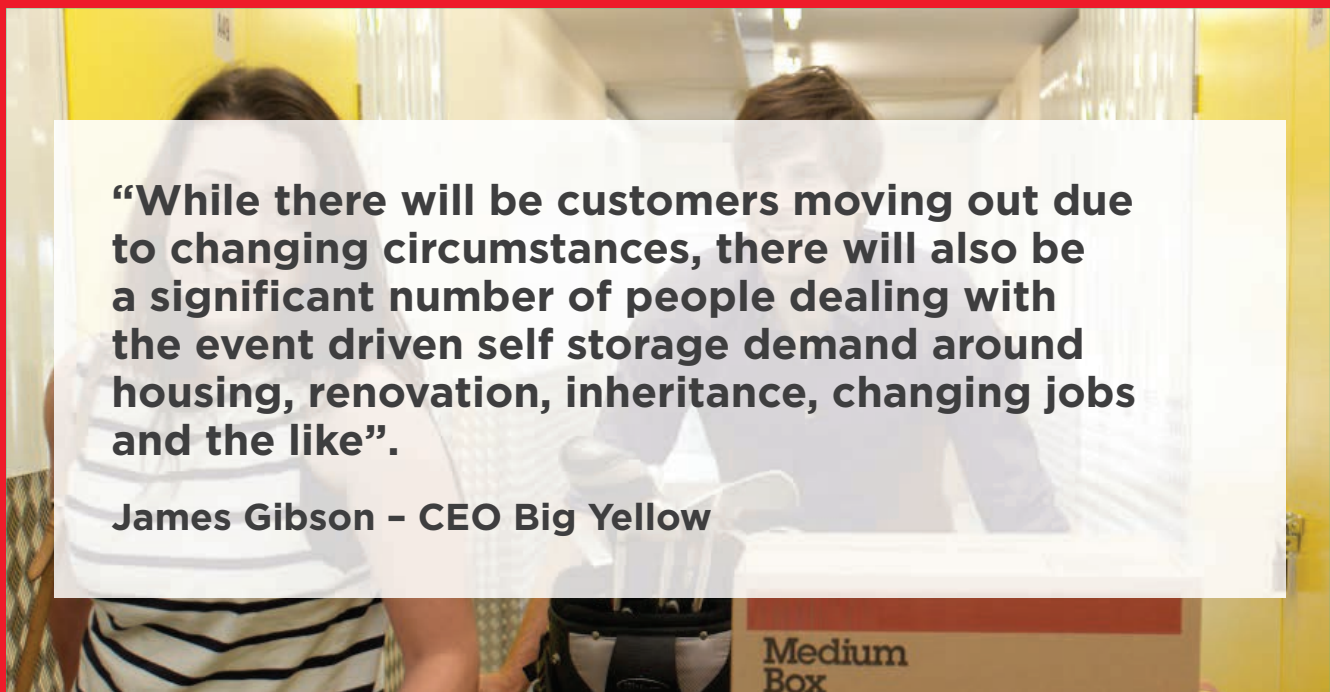 “While there will be customers moving out due
to changing circumstances, there will also be
a significant number of people dealing with
the event driven self storage demand around
housing, renovation, inheritance, changing jobs
and the like”.
James Gibson – CEO Big Yellow
Medium
Box